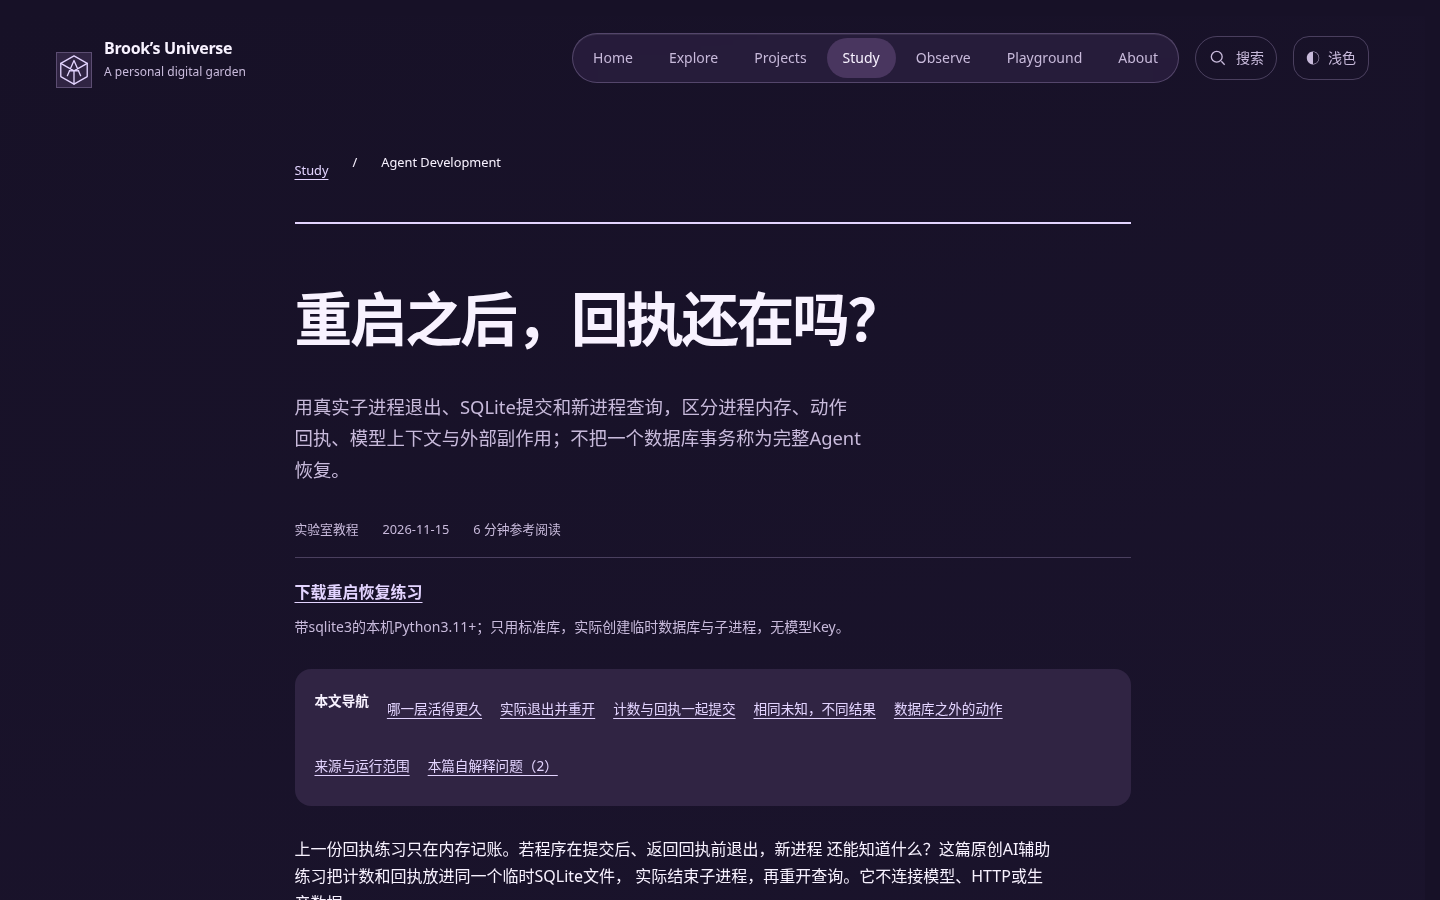 Brook’s Universe
A personal digital garden
Home Explore Projects Study Observe Playground About 搜索 浅色
Study / Agent Development
重启之后，回执还在吗？
用真实子进程退出、SQLite提交和新进程查询，区分进程内存、动作
回执、模型上下文与外部副作用；不把一个数据库事务称为完整Agent
恢复。
实验室教程 2026-11-15 6 分钟参考阅读
下载重启恢复练习
带sqlite3的本机Python3.11+；只用标准库，实际创建临时数据库与子进程，无模型Key。
本文导航 哪一层活得更久 实际退出并重开 计数与回执一起提交 相同未知，不同结果 数据库之外的动作
来源与运行范围 本篇自解释问题（2）
上一份回执练习只在内存记账。若程序在提交后、返回回执前退出，新进程 还能知道什么？这篇原创AI辅助
练习把计数和回执放进同一个临时SQLite文件， 实际结束子进程，再重开查询。它不连接模型、HTTP或生